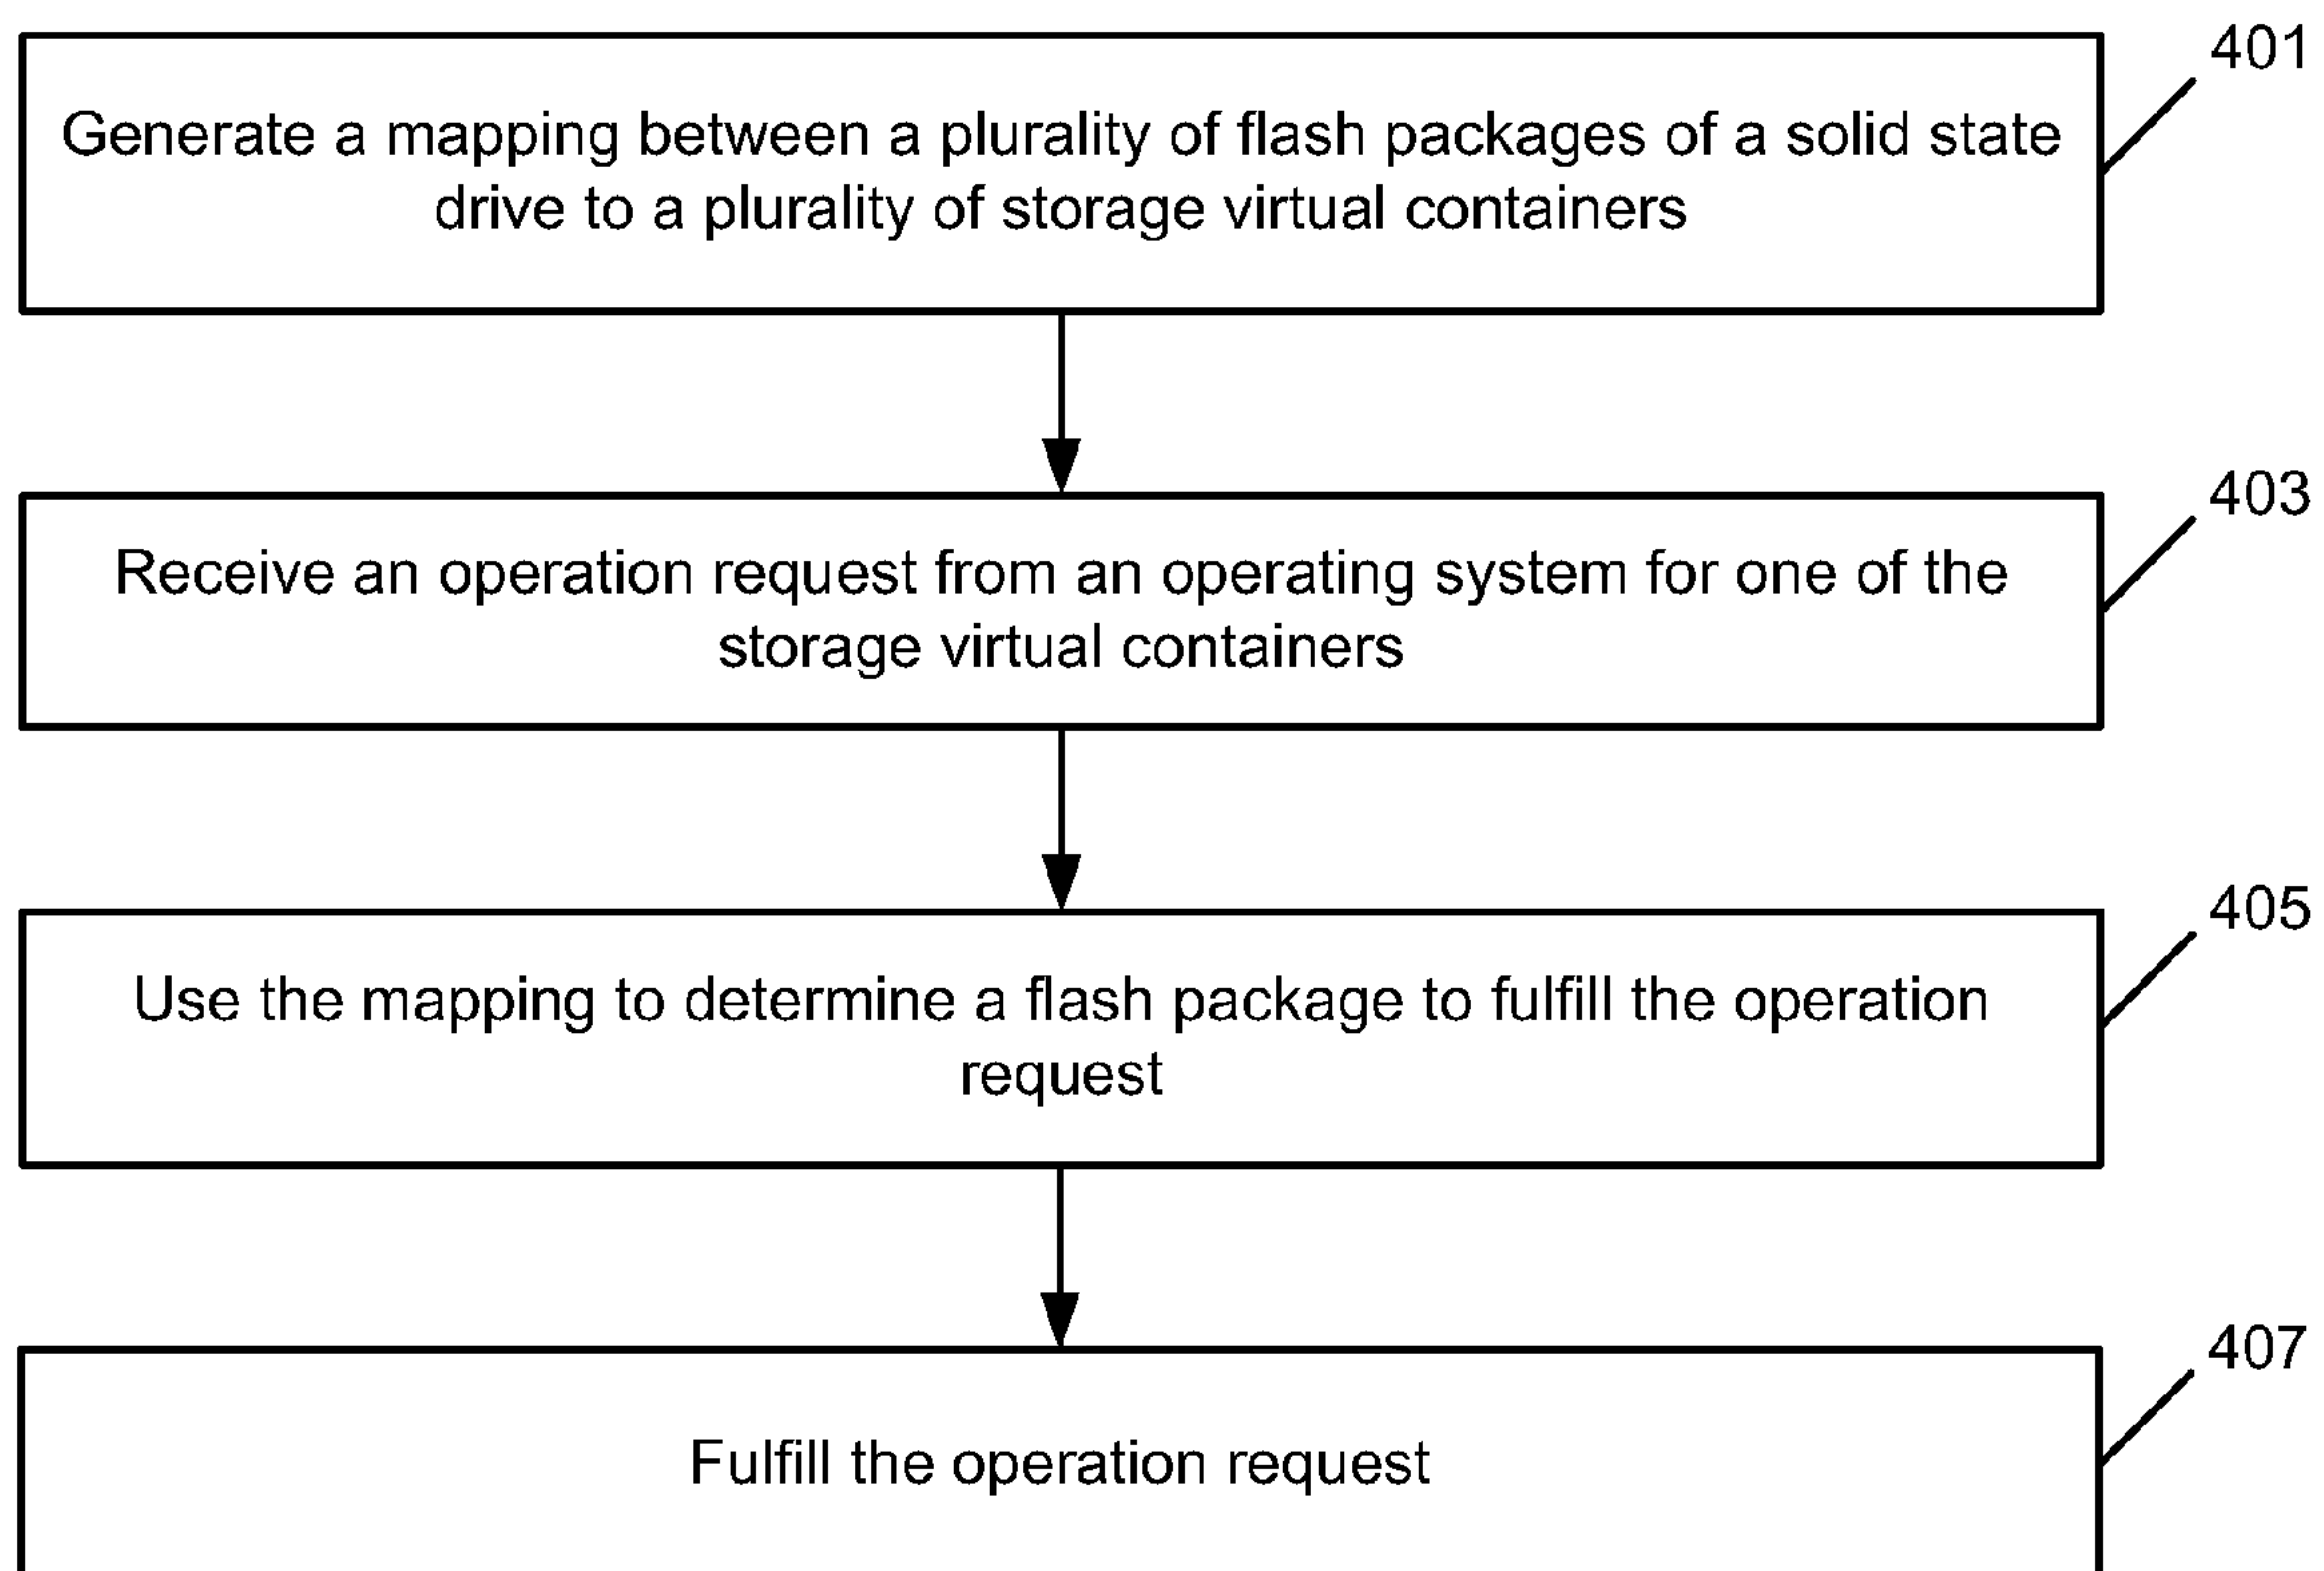 401
Generate a mapping between a plurality of flash packages of a solid state
drive to a plurality of storage virtual containers
403
Receive an operation request from an operating system for one of the
storage virtual containers
405
Use the mapping to determine a flash package to fulfill the operation
request
407
Fulfill the operation request